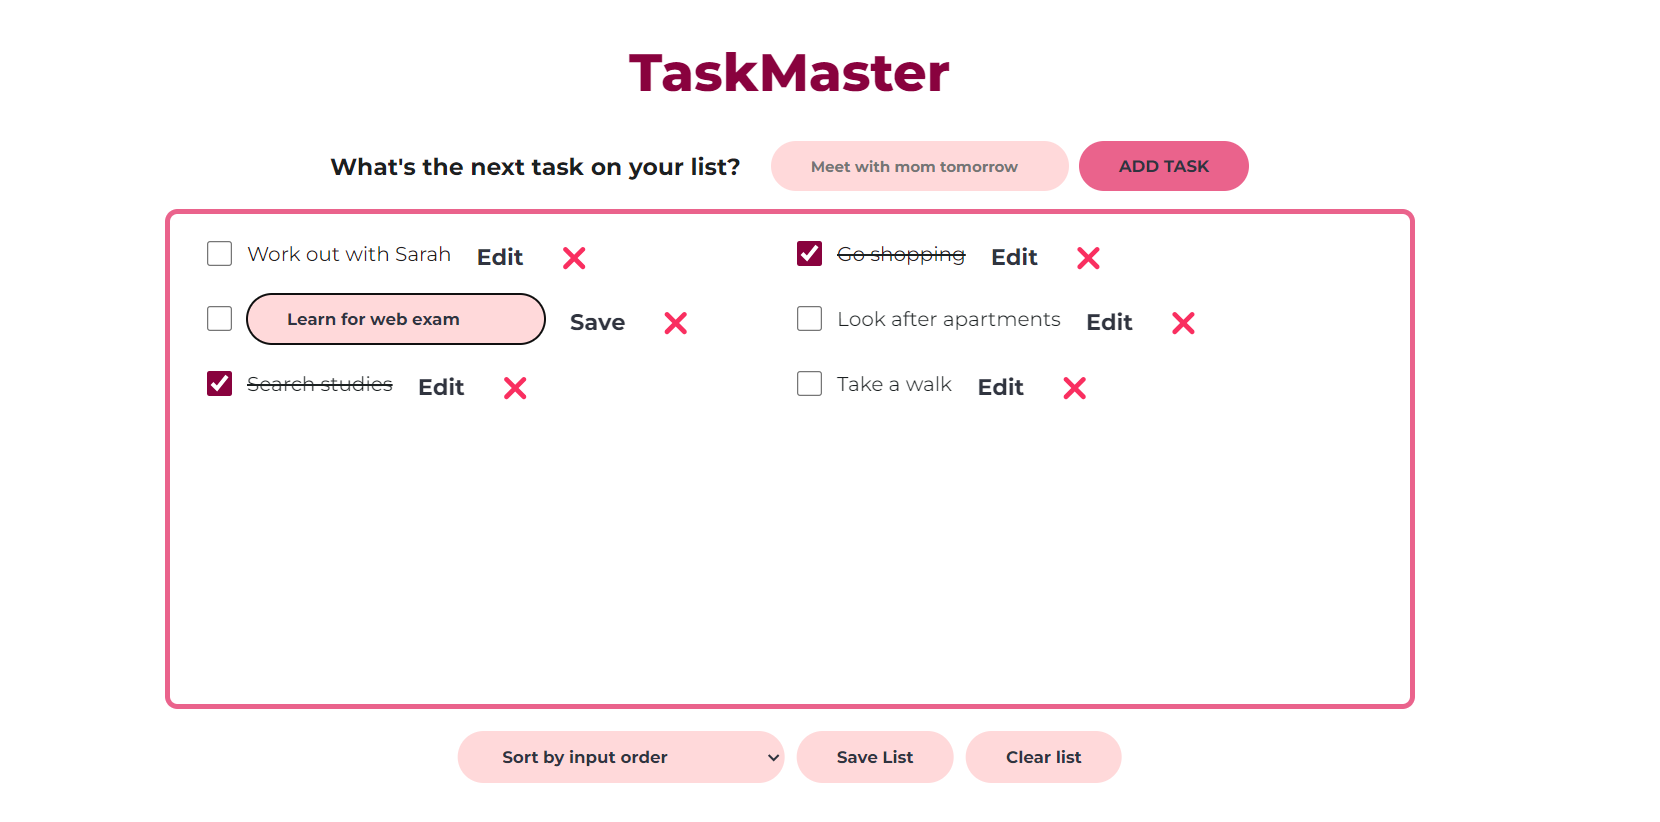 TaskMaster
What's the next task on your list? Meet with mom tomorrow ADD TASK
Work out with Sarah Edit Go shopping Edit
Learn for web exam Save Look after apartments Edit
Search studies Edit Take a walk Edit
Sort by input order Save List Clear list